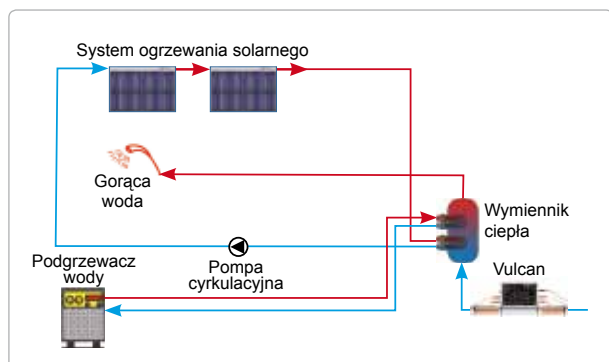 System ogrzewania solarnego
Gorąca
woda
Wymiennik
ciepła
Podgrzewacz
wody
Pompa
cyrkulacyjna
Vulcan